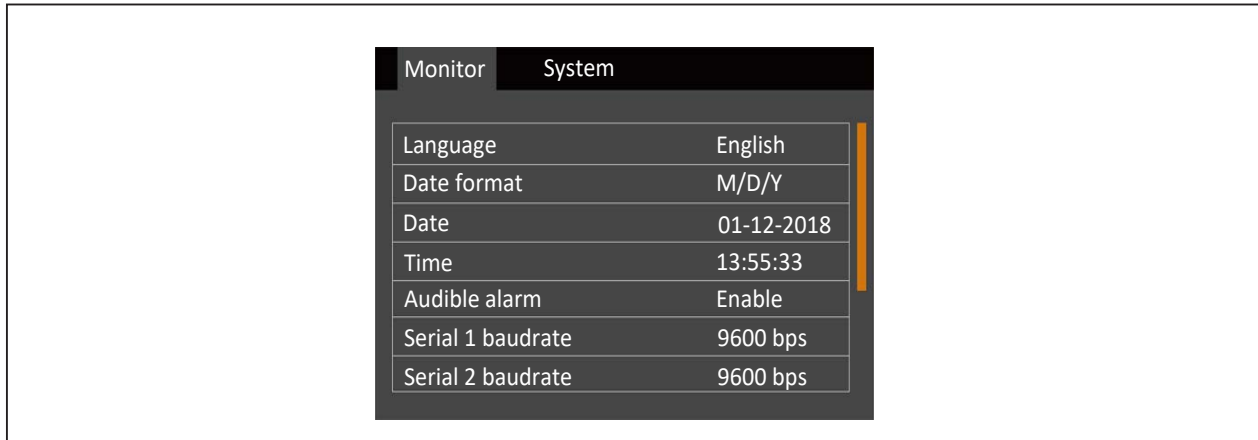 Monitor System
Language English
Date format M/D/Y
Date 01-12-2018
Time 13:55:33
Audible alarm Enable
Serial 1 baudrate 9600 bps
Serial 2 baudrate 9600 bps